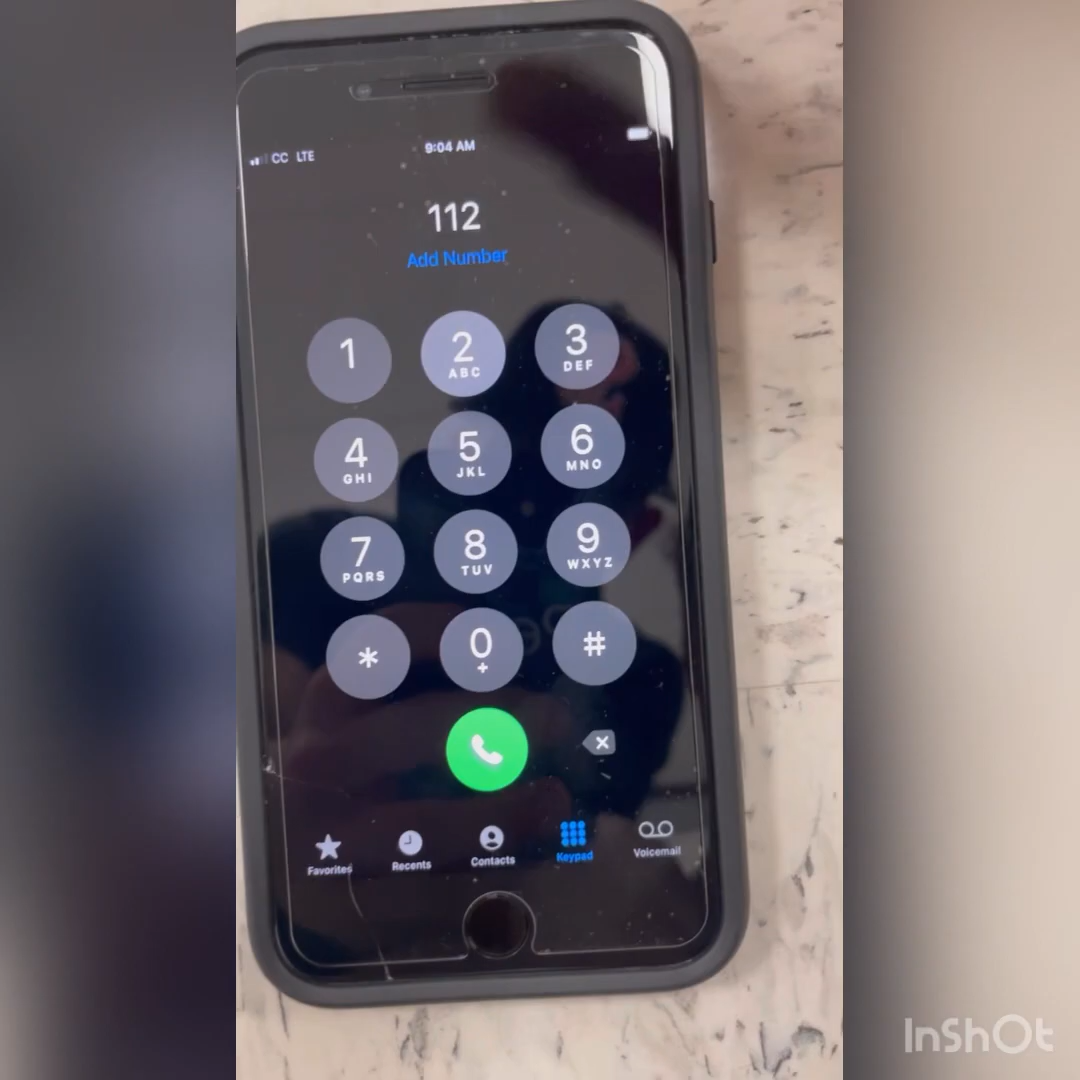 CC LTE
9:04 AM
112
Add Number
1
2
ABC
3
DEF
4
GHI
5
JKL
6
MNO
7
PQRS
8
TUV
9
WXYZ
*
0
+
#
Favorites
Recents
Contacts
Keypad
Voicemail
InShOt